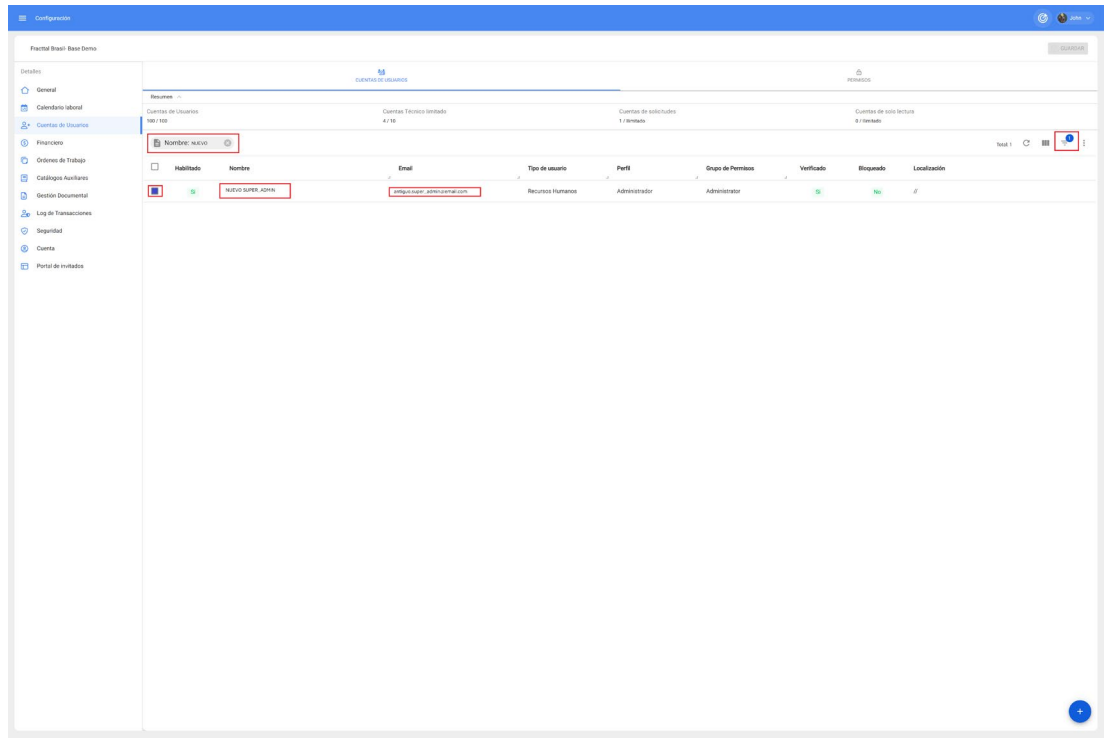 Configuración
John
Fracttal Brasil- Base Demo
GUARDAR
Detalles
General
Calendario laboral
Cuentas de Usuarios
Financiero
Ordenes de Trabajo
Catálogos Auxiliares
Gestión Documental
Log de Transacciones
Seguridad
Cuenta
Portal de invitados
CUENTAS DE USUARIOS
PERMISOS
Resumen
Cuentas de Usuarios
Cuentas Técnico limitado
Cuentas de solicitudes
Cuentas de solo lectura
100 / 100
4 / 10
1 / Ilimitado
0 / Ilimitado
Nombre: NUEVO
Total: 1
1
Habilitado Nombre Email Tipo de usuario Perfil Grupo de Permisos Verificado Bloqueado Localización
Si NUEVO SUPER_ADMIN antiguo.super_admin@email.com Recursos Humanos Administrador Administrator Si No //